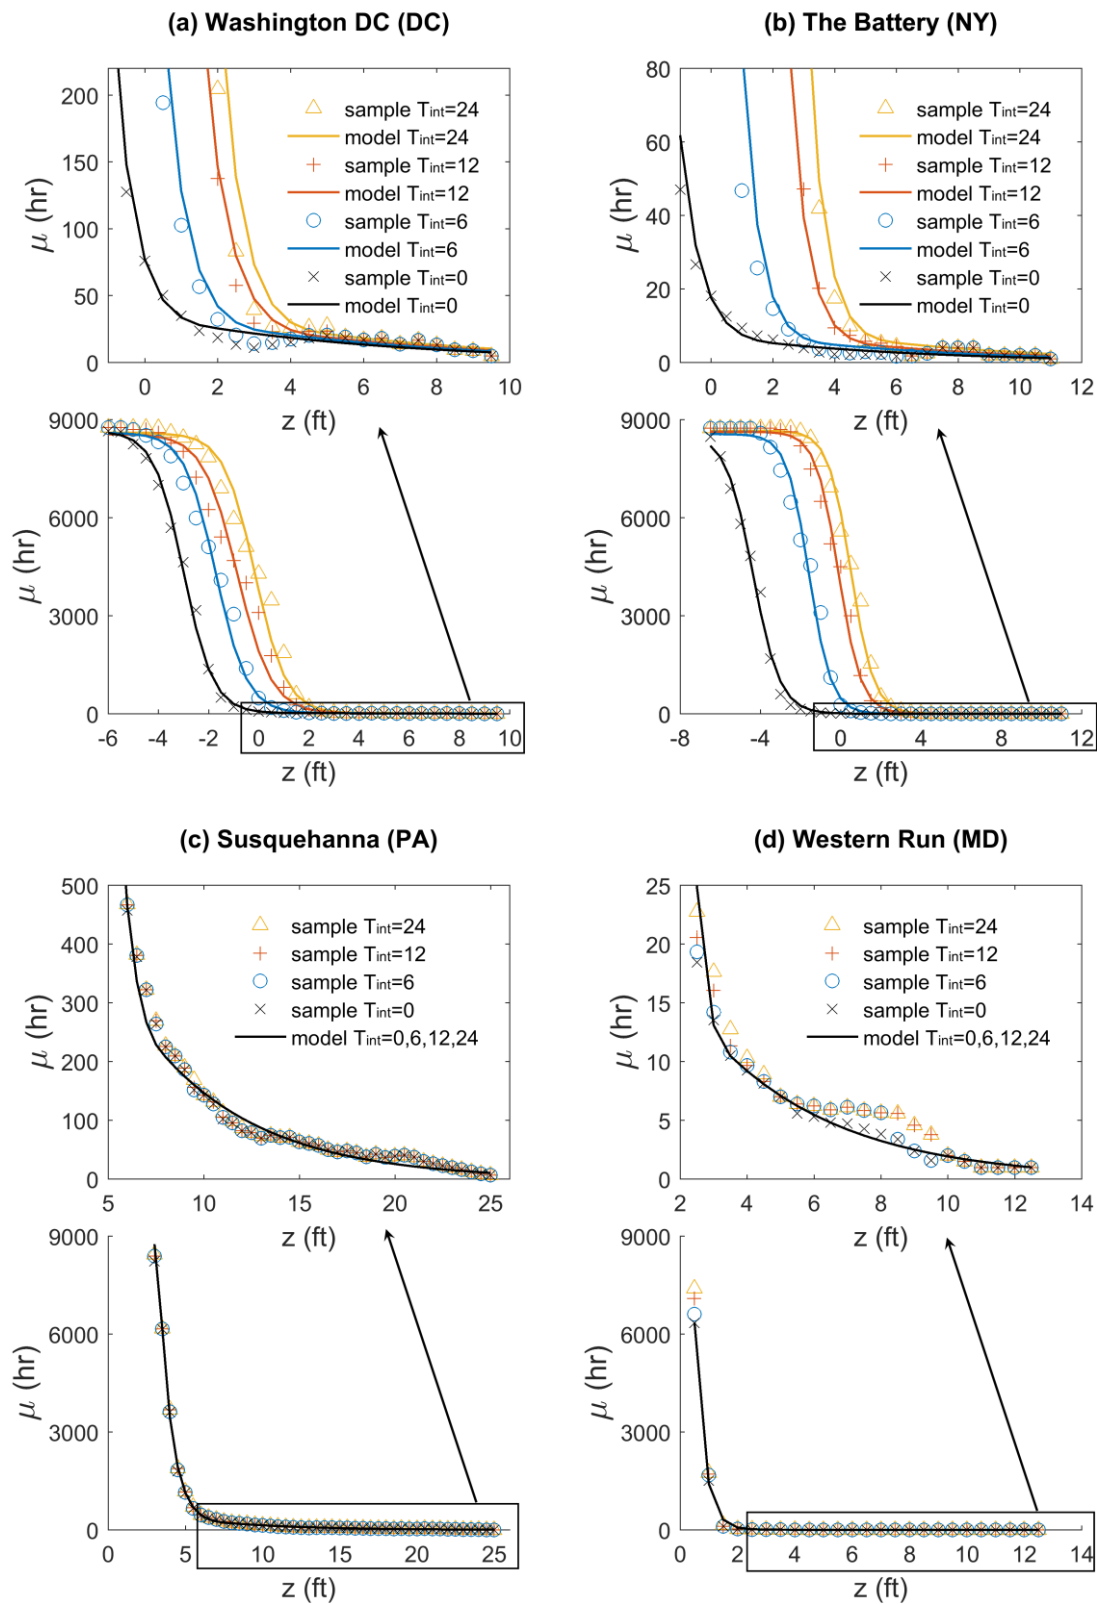 (a) Washington DC (DC)
200
150
100
50
0
μ (hr)
sample Tint=24
model Tint=24
sample Tint=12
model Tint=12
sample Tint=6
model Tint=6
sample Tint=0
model Tint=0
0 2 4 6 8 10
z (ft)
9000
6000
3000
0
μ (hr)
-6 -4 -2 0 2 4 6 8 10
z (ft)
(b) The Battery (NY)
80
60
40
20
0
μ (hr)
sample Tint=24
model Tint=24
sample Tint=12
model Tint=12
sample Tint=6
model Tint=6
sample Tint=0
model Tint=0
0 2 4 6 8 10 12
z (ft)
9000
6000
3000
0
μ (hr)
-8 -4 0 4 8 12
z (ft)
(c) Susquehanna (PA)
500
400
300
200
100
0
μ (hr)
sample Tint=24
sample Tint=12
sample Tint=6
sample Tint=0
model Tint=0,6,12,24
5 10 15 20 25
z (ft)
9000
6000
3000
0
μ (hr)
0 5 10 15 20 25
z (ft)
(d) Western Run (MD)
25
20
15
10
5
0
μ (hr)
sample Tint=24
sample Tint=12
sample Tint=6
sample Tint=0
model Tint=0,6,12,24
2 4 6 8 10 12 14
z (ft)
9000
6000
3000
0
μ (hr)
0 2 4 6 8 10 12 14
z (ft)